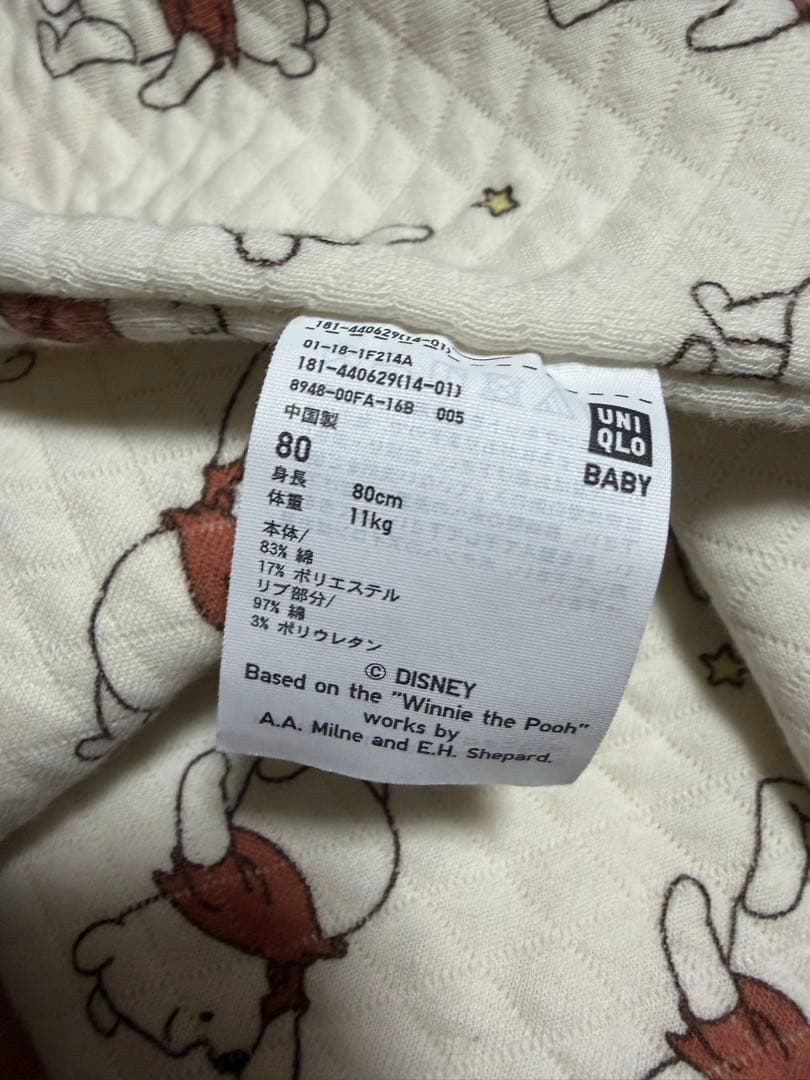 181-440629(14-01)
01-18-1F214A
181-440629(14-01)
8948-00FA-16B 005
中国製
80
身長 80cm
体重 11kg
本体/
83% 綿
17% ポリエステル
リブ部分/
97% 綿
3% ポリウレタン
© DISNEY
Based on the "Winnie the Pooh"
works by
A.A. Milne and E.H. Shepard.
UNI
QLO
BABY